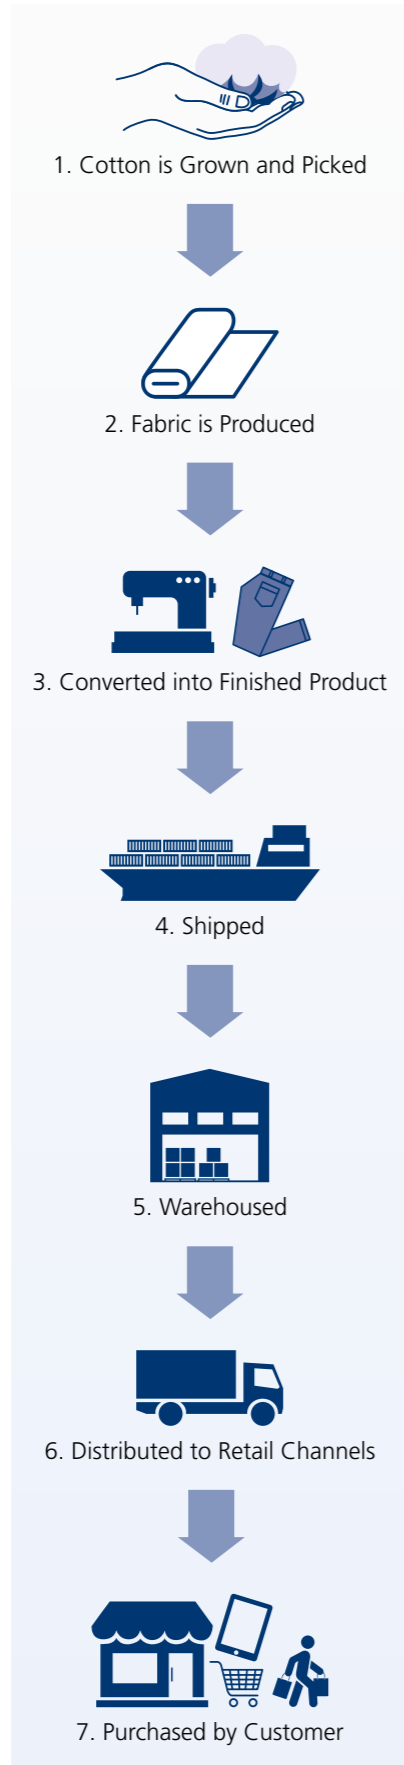 1. Cotton is Grown and Picked
2. Fabric is Produced
3. Converted into Finished Product
4. Shipped
5. Warehoused
6. Distributed to Retail Channels
7. Purchased by Customer